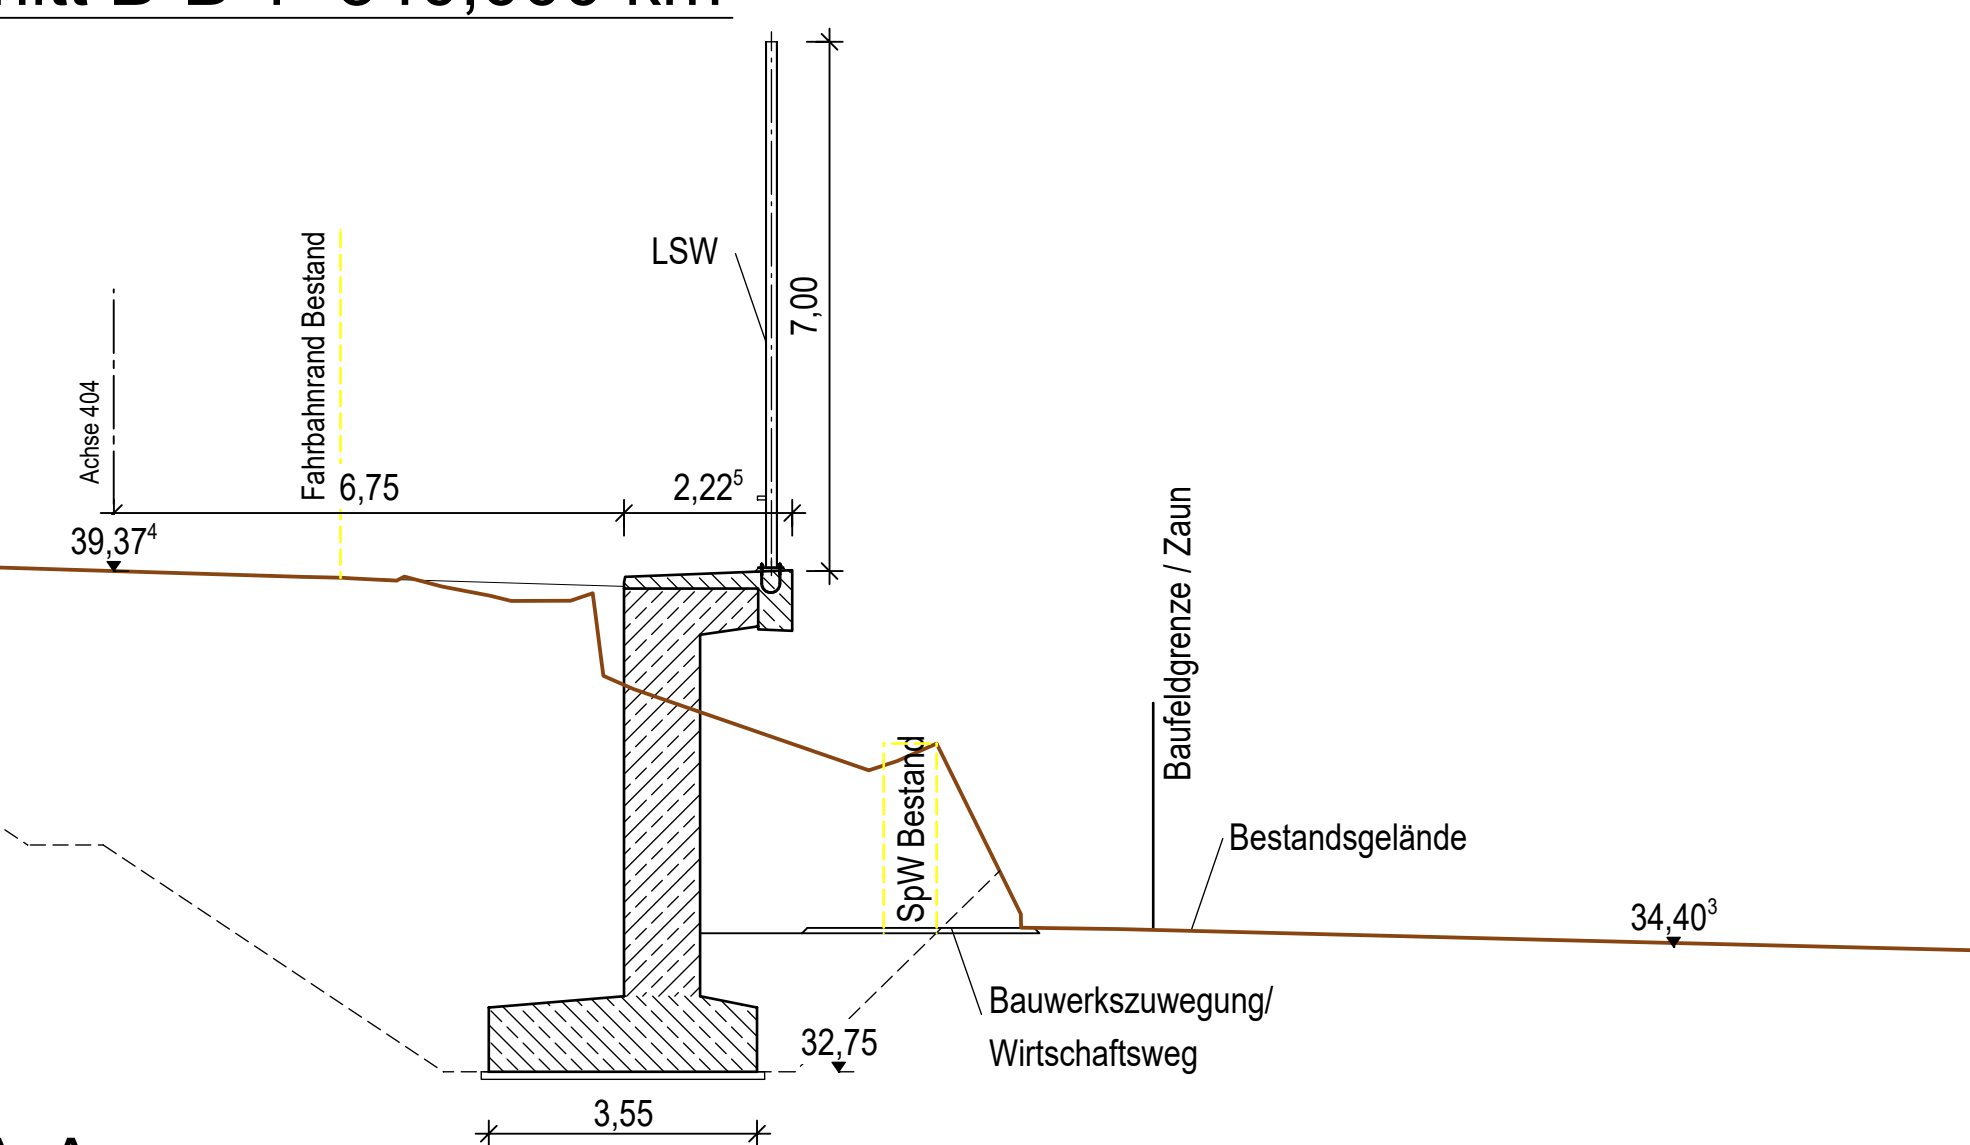 LSW
7,00
Fahrbahnrand Bestand
Achse 404
6,75
2,22⁵
39,37⁴
Baufeldgrenze / Zaun
SpW Bestand
Bestandsgelände
34,40³
Bauwerkszuwegung/
Wirtschaftsweg
32,75
3,55